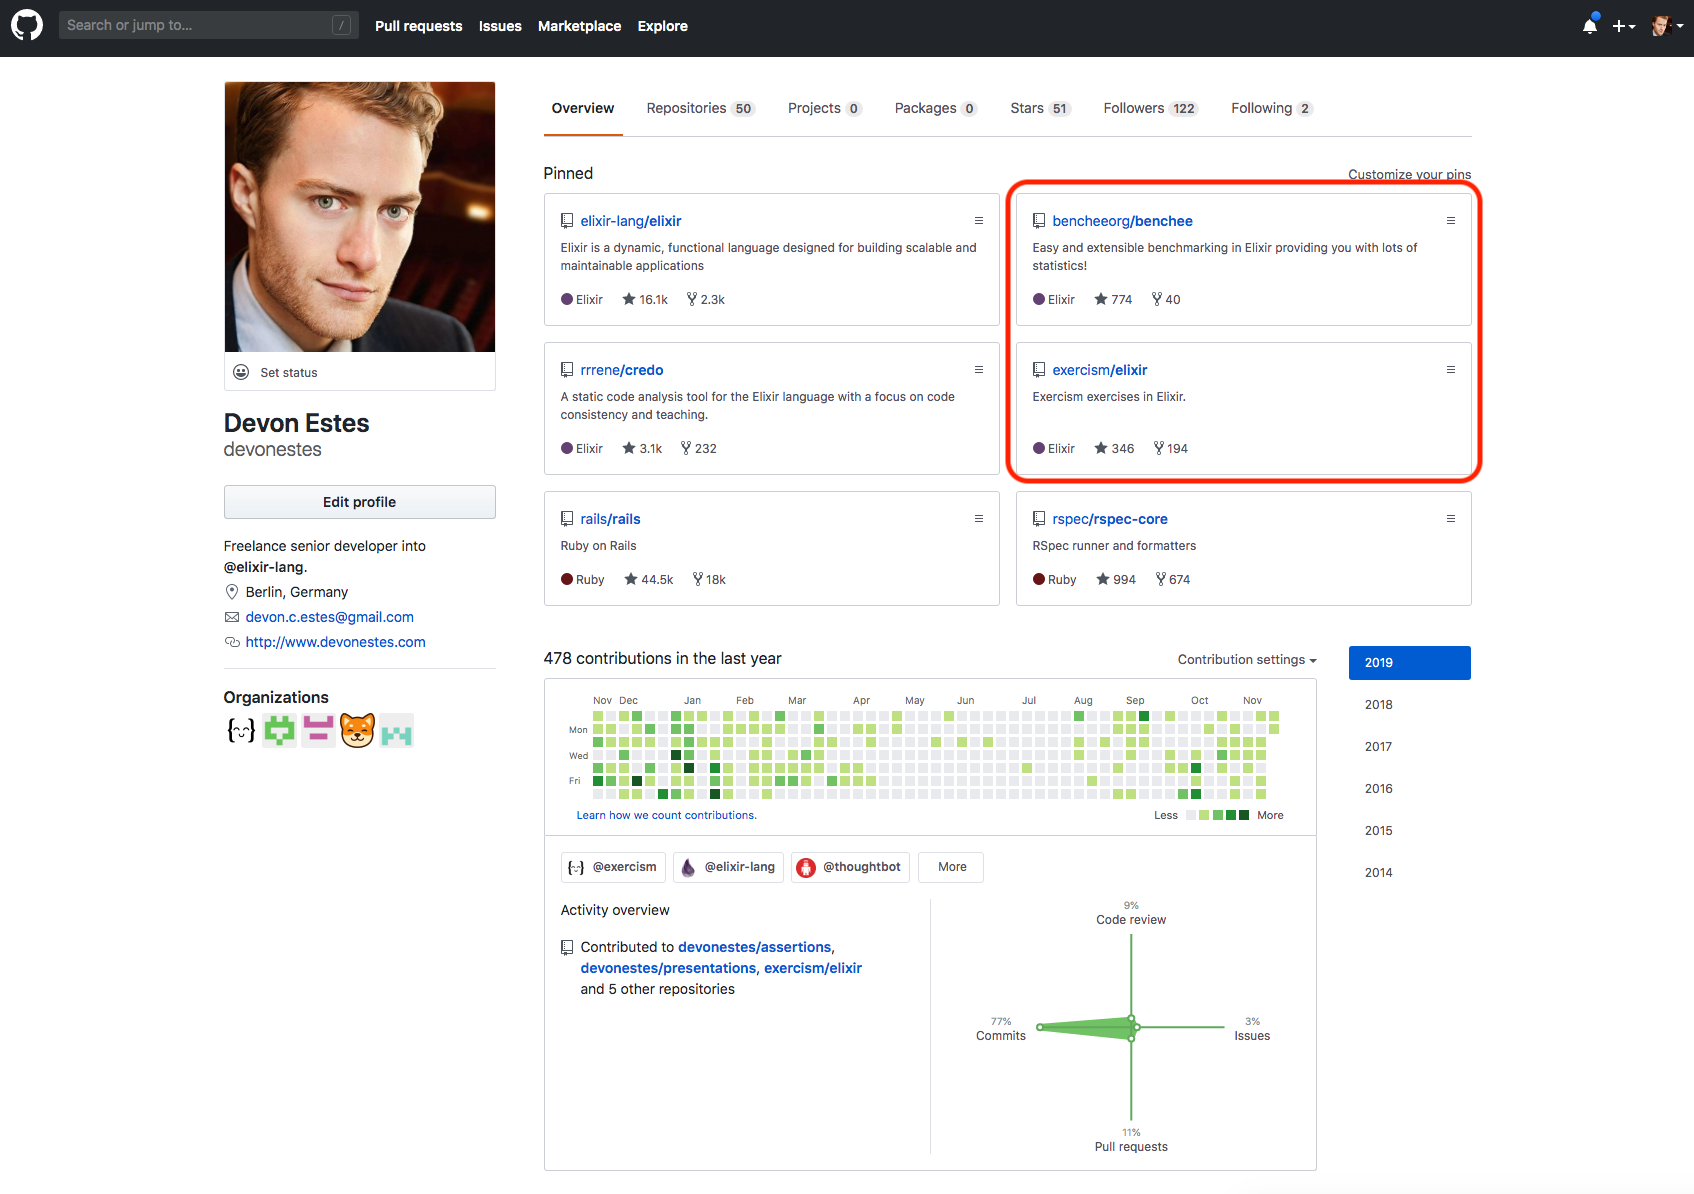 Search or jump to...
/
Pull requests
Issues
Marketplace
Explore
Set status
Devon Estes
devonestes
Edit profile
Freelance senior developer into
@elixir-lang.
Berlin, Germany
devon.c.estes@gmail.com
http://www.devonestes.com
Organizations
Overview
Repositories 50
Projects 0
Packages 0
Stars 51
Followers 122
Following 2
Pinned
Customize your pins
elixir-lang/elixir
Elixir is a dynamic, functional language designed for building scalable and
maintainable applications
Elixir 16.1k 2.3k
bencheeorg/benchee
Easy and extensible benchmarking in Elixir providing you with lots of
statistics!
Elixir 774 40
rrrene/credo
A static code analysis tool for the Elixir language with a focus on code
consistency and teaching.
Elixir 3.1k 232
exercism/elixir
Exercism exercises in Elixir.
Elixir 346 194
rails/rails
Ruby on Rails
Ruby 44.5k 18k
rspec/rspec-core
RSpec runner and formatters
Ruby 994 674
478 contributions in the last year
Contribution settings
Nov Dec Jan Feb Mar Apr May Jun Jul Aug Sep Oct Nov
Mon
Wed
Fri
Learn how we count contributions.
Less More
2019
2018
2017
2016
2015
2014
@exercism
@elixir-lang
@thoughtbot
More
Activity overview
Contributed to devonestes/assertions,
devonestes/presentations, exercism/elixir
and 5 other repositories
9%
Code review
77%
Commits
3%
Issues
11%
Pull requests